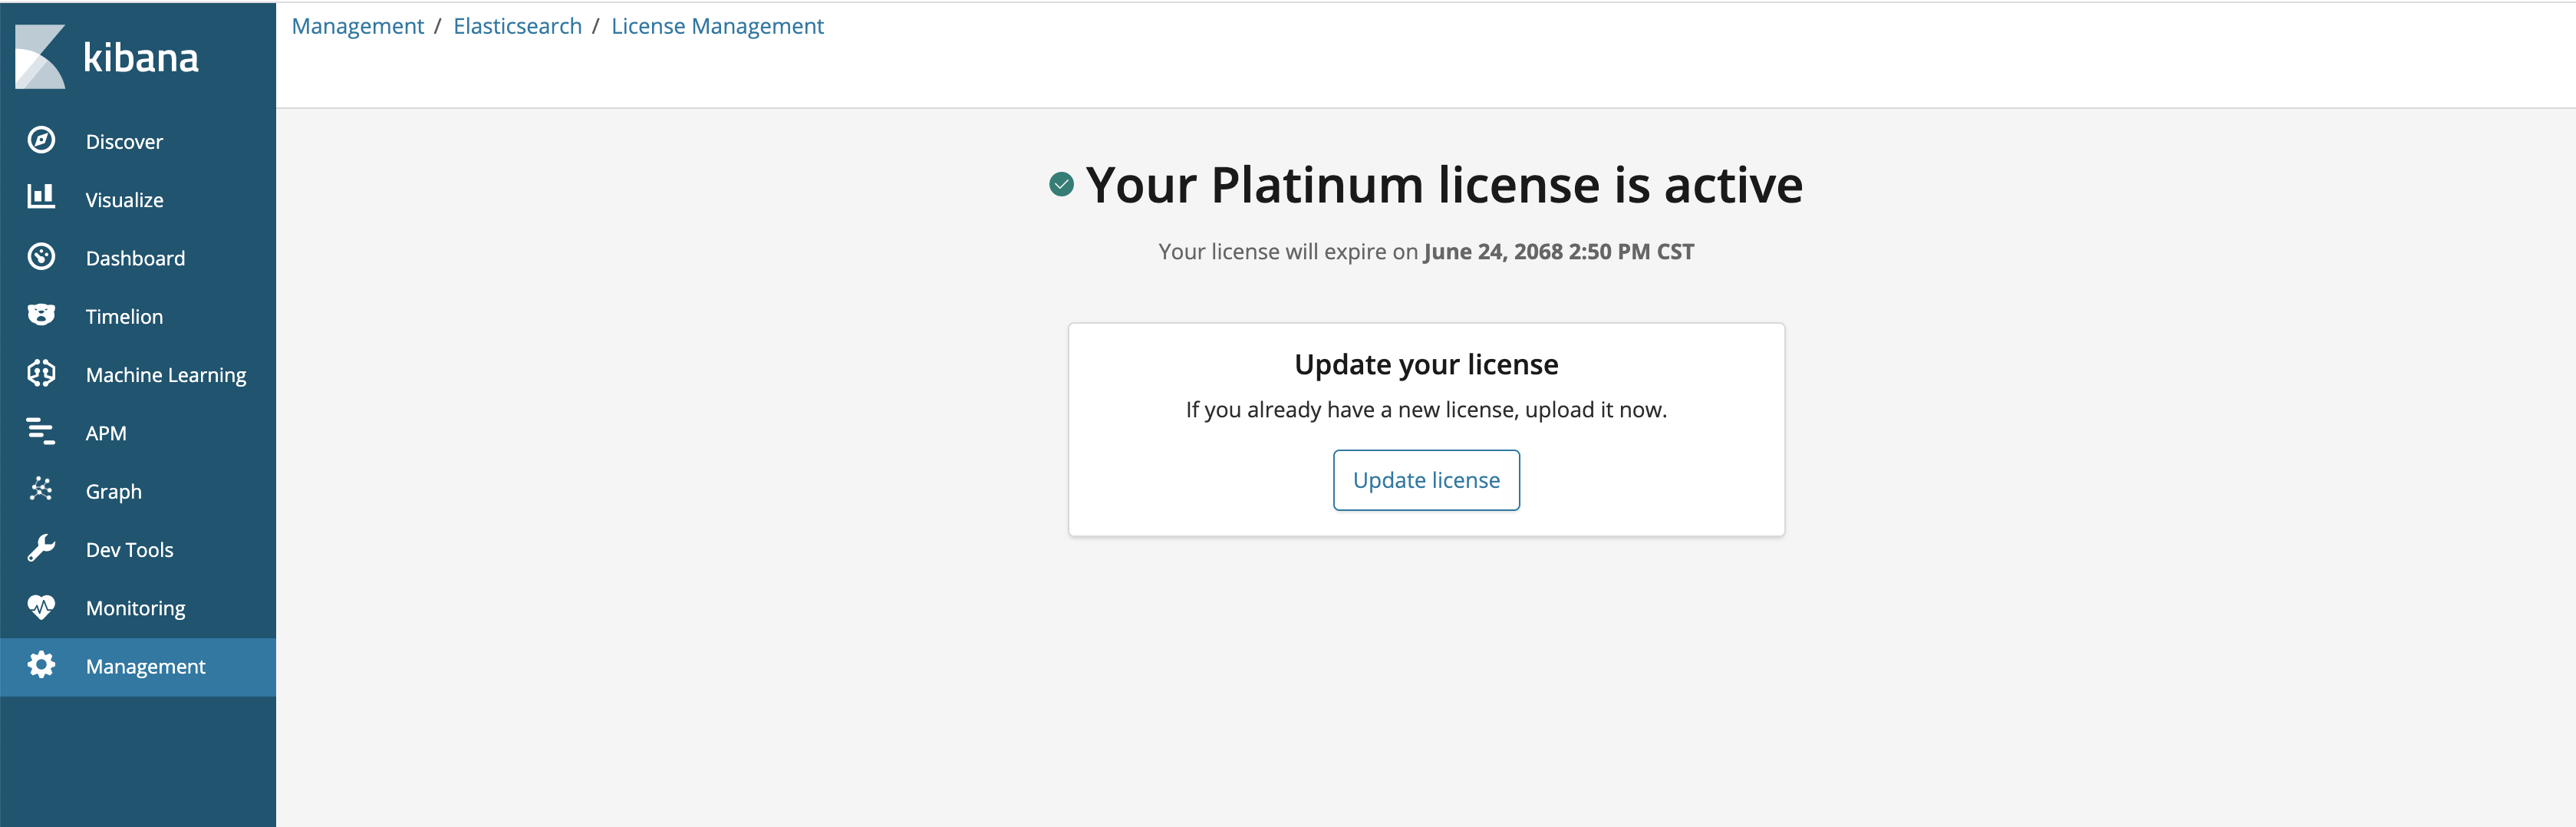 kibana
Discover
Visualize
Dashboard
Timelion
Machine Learning
APM
Graph
Dev Tools
Monitoring
Management
Management / Elasticsearch / License Management
Your Platinum license is active
Your license will expire on June 24, 2068 2:50 PM CST
Update your license
If you already have a new license, upload it now.
Update license